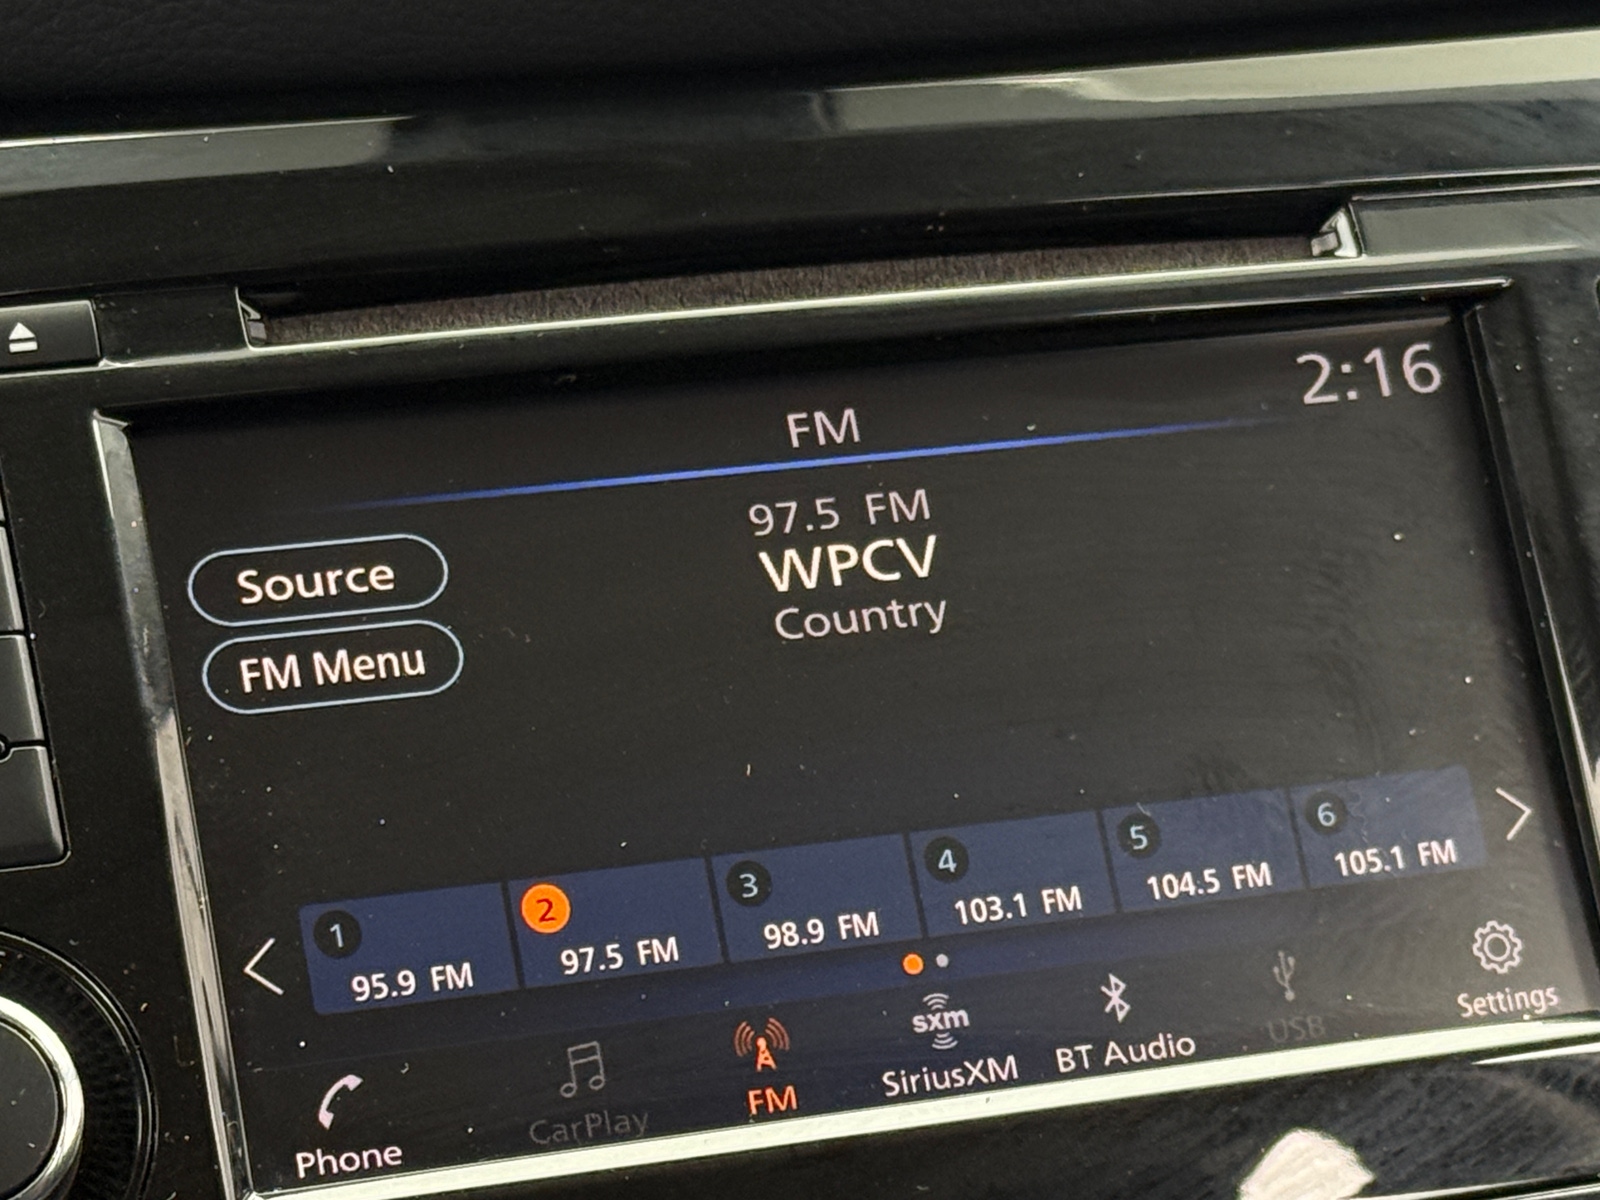 2:16
FM
97.5 FM
WPCV
Country
Source
FM Menu
1
95.9 FM
2
97.5 FM
3
98.9 FM
4
103.1 FM
5
104.5 FM
6
105.1 FM
Phone
CarPlay
FM
sxm
SiriusXM
BT Audio
USB
Settings